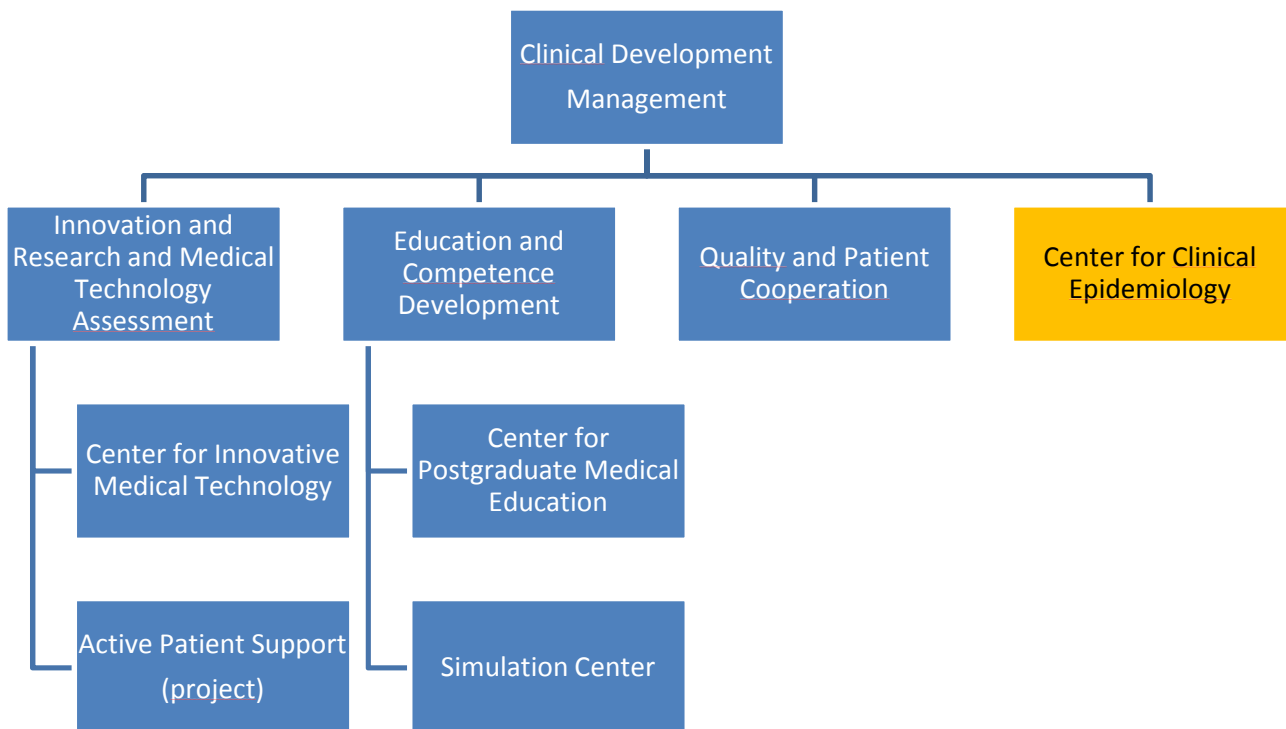 Clinical Development
Management
Innovation and
Research and Medical
Technology
Assessment
Education and
Competence
Development
Quality and Patient
Cooperation
Center for Clinical
Epidemiology
Center for Innovative
Medical Technology
Center for
Postgraduate Medical
Education
Active Patient Support
(project)
Simulation Center